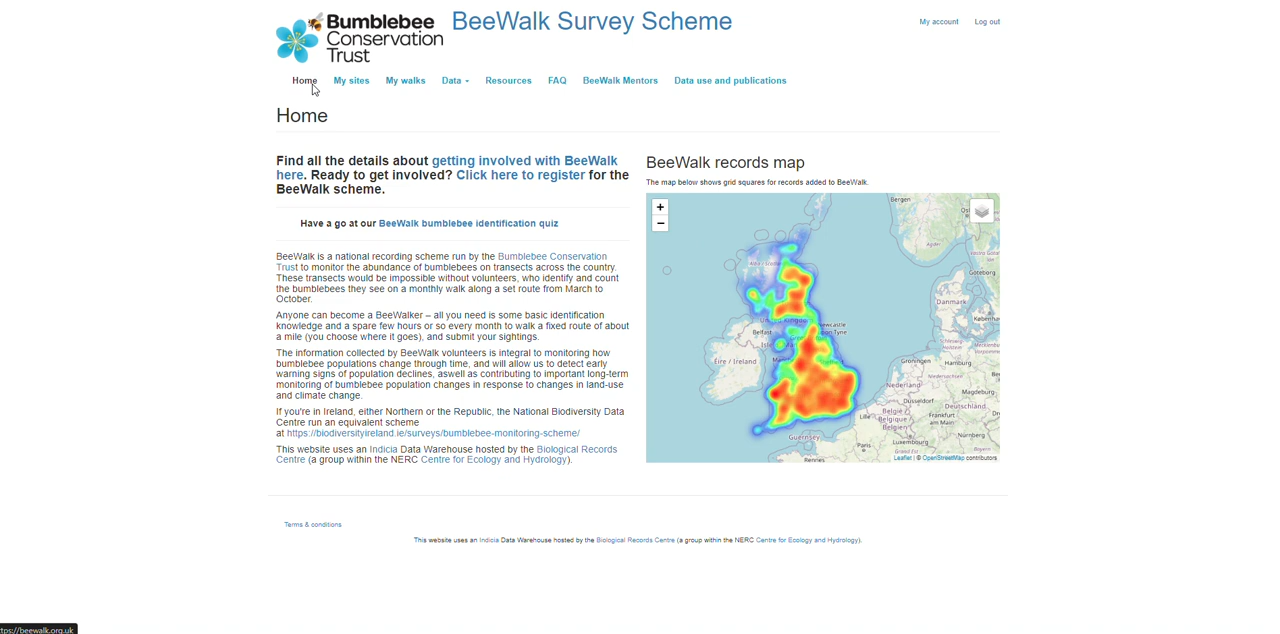 Bumblebee
Conservation
Trust
BeeWalk Survey Scheme
My account Log out
Home My sites My walks Data Resources FAQ BeeWalk Mentors Data use and publications
Home
Find all the details about getting involved with BeeWalk
here. Ready to get involved? Click here to register for the
BeeWalk scheme.
Have a go at our BeeWalk bumblebee identification quiz
BeeWalk is a national recording scheme run by the Bumblebee Conservation
Trust to monitor the abundance of bumblebees on transects across the country.
These transects would be impossible without volunteers, who identify and count
the bumblebees they see on a monthly walk along a set route from March to
October.
Anyone can become a BeeWalker – all you need is some basic identification
knowledge and a spare few hours or so every month to walk a fixed route of about
a mile (you choose where it goes), and submit your sightings.
The information collected by BeeWalk volunteers is integral to monitoring how
bumblebee populations change through time, and will allow us to detect early
warning signs of population declines, aswell as contributing to important long-term
monitoring of bumblebee population changes in response to changes in land-use
and climate change.
If you're in Ireland, either Northern or the Republic, the National Biodiversity Data
Centre run an equivalent scheme
at https://biodiversityireland.ie/surveys/bumblebee-monitoring-scheme/
This website uses an Indicia Data Warehouse hosted by the Biological Records
Centre (a group within the NERC Centre for Ecology and Hydrology).
BeeWalk records map
The map below shows grid squares for records added to BeeWalk.
+
−
Bergen
Agder
Göteborg
Danmark
Belfast
Éire / Ireland
Groningen
Hamburg
Nederland
Niedersachsen
Magdeburg
Düsseldorf
Deutschland
Lille
België
Belgique
Belgien
Frankfurt
am Main
Guernsey
Paris
Luxembourg
Nürnberg
Rennes
Leaflet | © OpenStreetMap contributors
Terms & conditions
This website uses an Indicia Data Warehouse hosted by the Biological Records Centre (a group within the NERC Centre for Ecology and Hydrology).
ttps://beewalk.org.uk